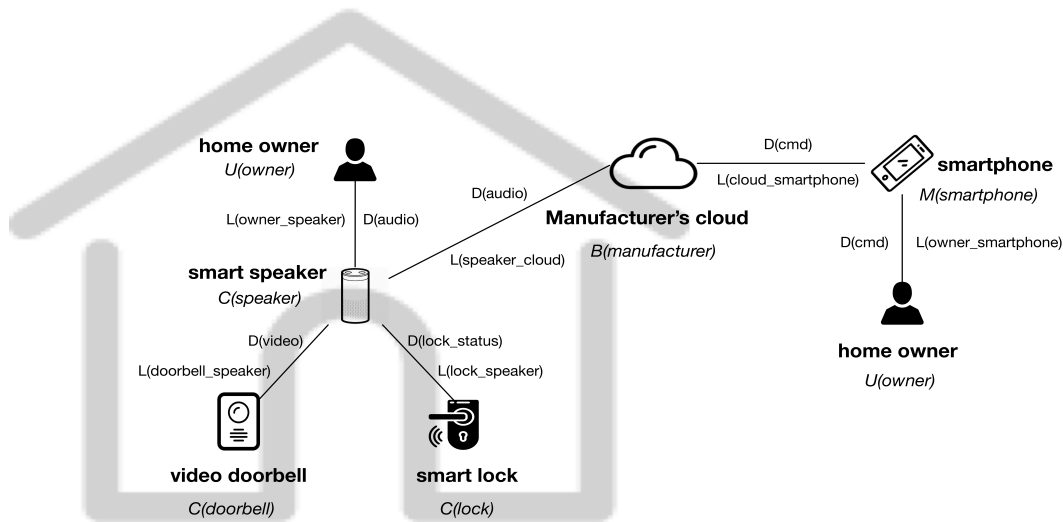 home owner
U(owner)
L(owner_speaker)
D(audio)
smart speaker
C(speaker)
D(video)
L(doorbell_speaker)
D(lock_status)
L(lock_speaker)
video doorbell
C(doorbell)
smart lock
C(lock)
D(audio)
L(speaker_cloud)
Manufacturer's cloud
B(manufacturer)
D(cmd)
L(cloud_smartphone)
smartphone
M(smartphone)
D(cmd)
L(owner_smartphone)
home owner
U(owner)